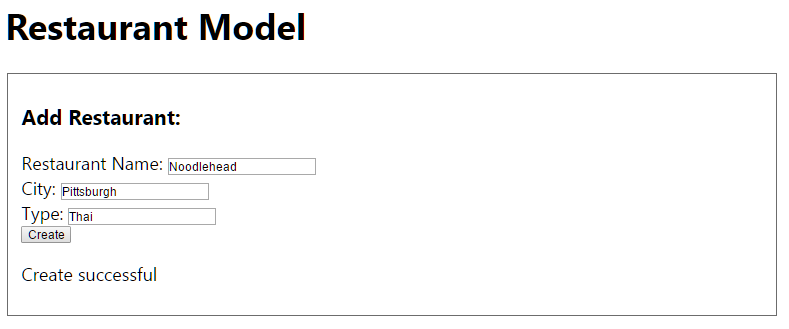 Restaurant Model
Add Restaurant:
Restaurant Name: Noodlehead
City: Pittsburgh
Type: Thai
Create
Create successful